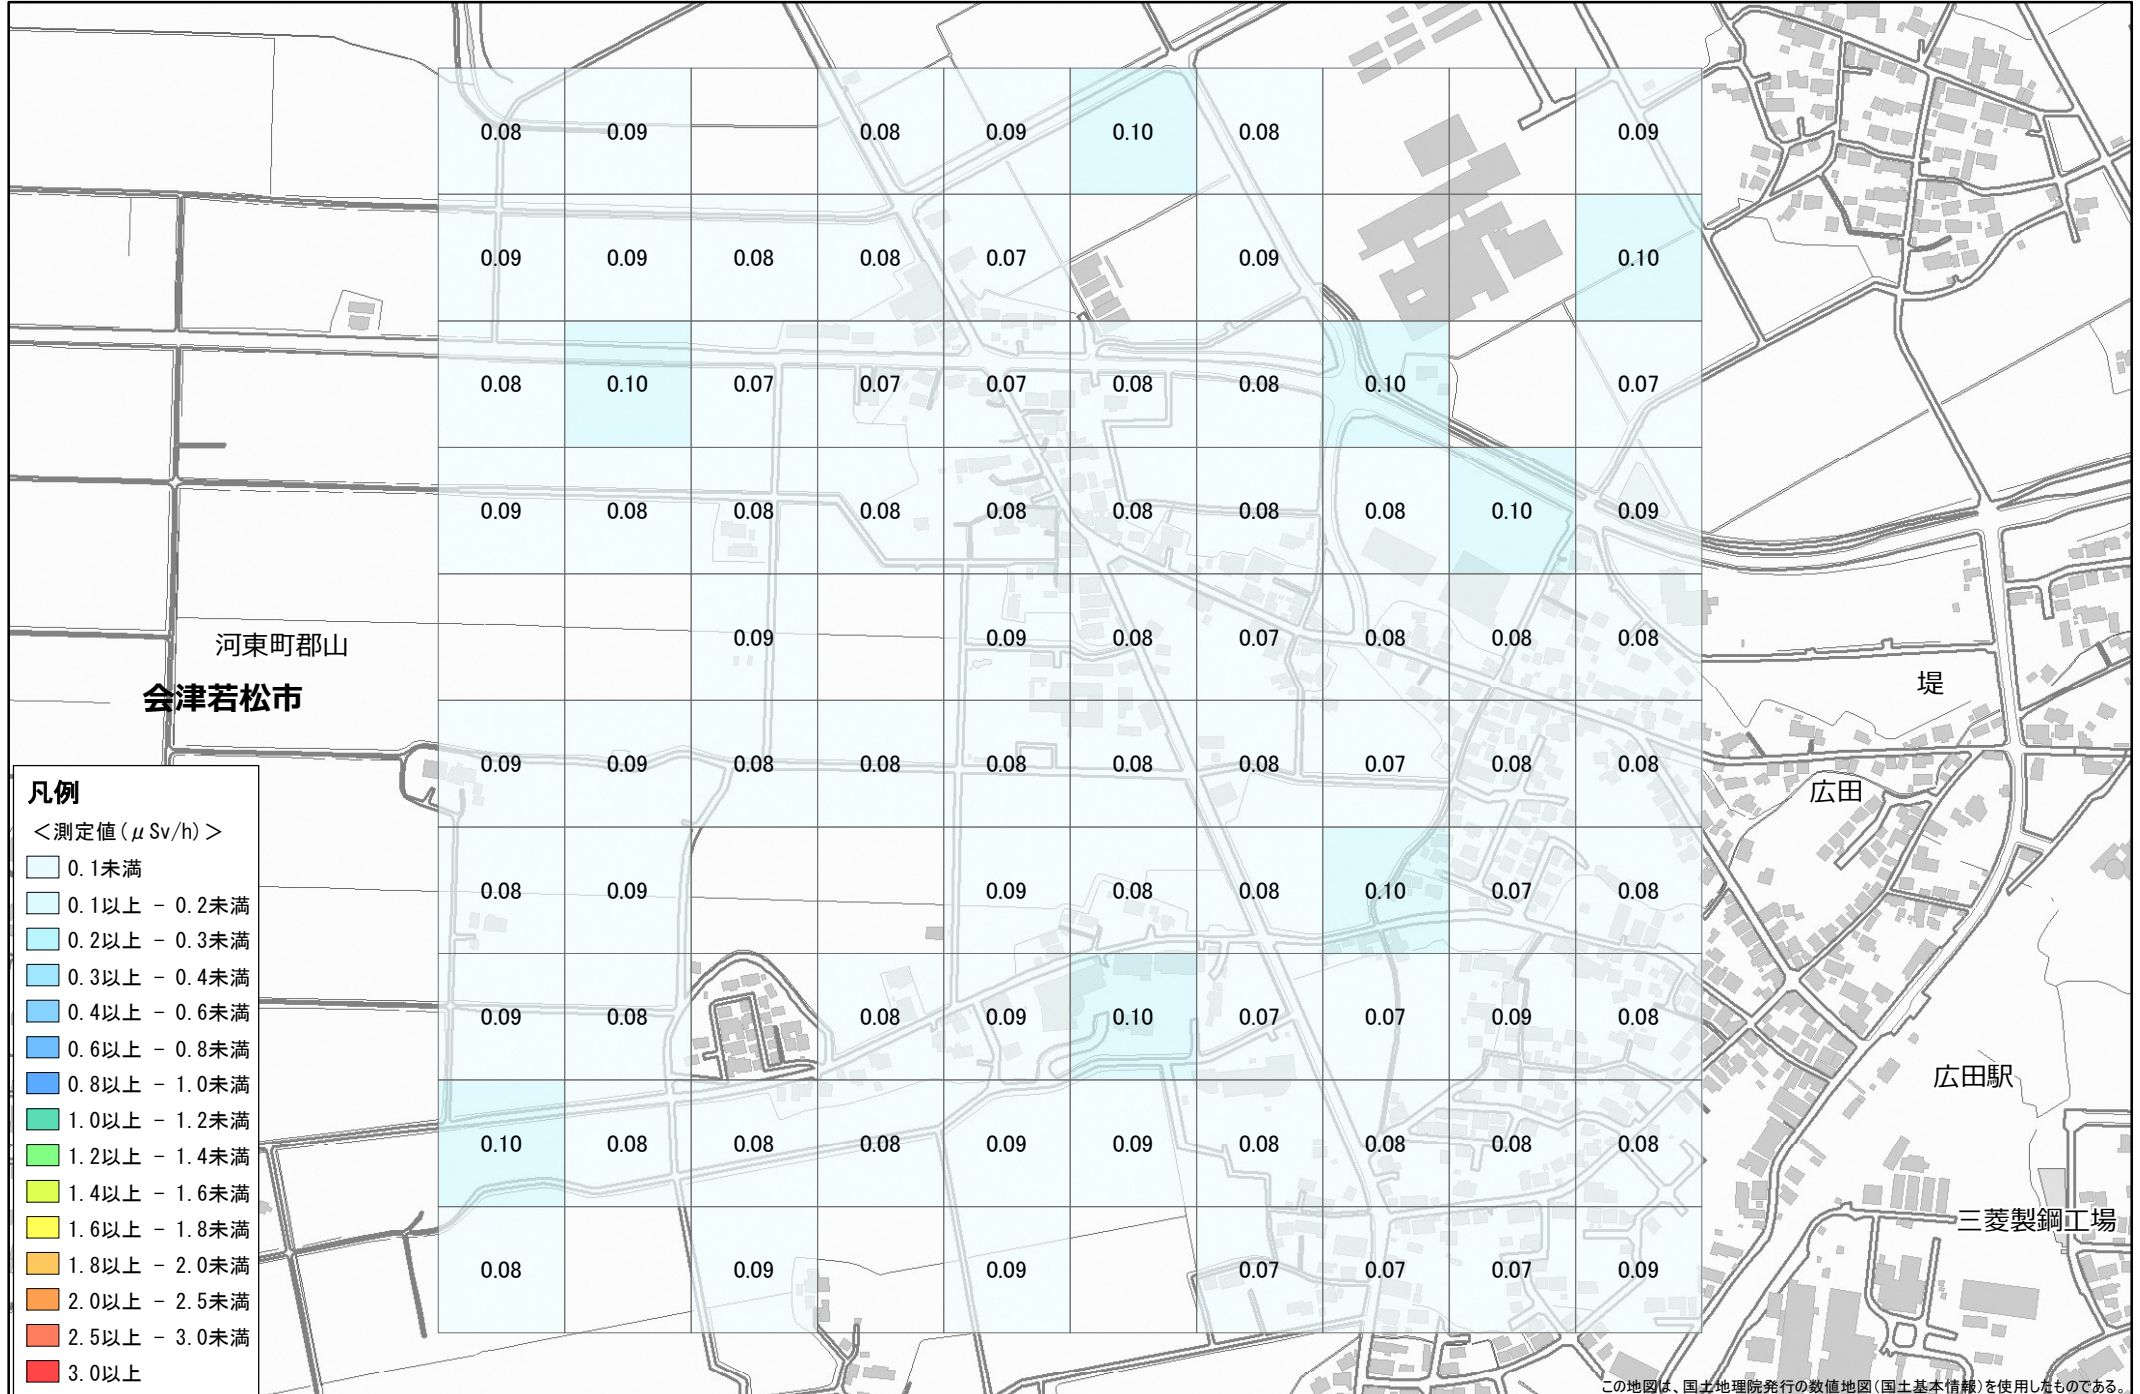 0.08 0.09 0.08 0.09 0.10 0.08 0.09
0.09 0.09 0.08 0.08 0.07 0.09 0.10
0.08 0.10 0.07 0.07 0.07 0.08 0.08 0.10 0.07
0.09 0.08 0.08 0.08 0.08 0.08 0.08 0.08 0.10 0.09
0.09 0.09 0.08 0.07 0.08 0.08 0.08
河東町郡山
会津若松市
堤
0.09 0.09 0.08 0.08 0.08 0.08 0.08 0.07 0.08 0.08
広田
0.08 0.09 0.09 0.08 0.08 0.10 0.07 0.08
0.09 0.08 0.08 0.09 0.10 0.07 0.07 0.09 0.08
広田駅
0.10 0.08 0.08 0.08 0.09 0.09 0.08 0.08 0.08 0.08
三菱製鋼工場
0.08 0.09 0.09 0.07 0.07 0.07 0.09
凡例
＜測定値(μSv/h)＞
0.1未満
0.1以上 － 0.2未満
0.2以上 － 0.3未満
0.3以上 － 0.4未満
0.4以上 － 0.6未満
0.6以上 － 0.8未満
0.8以上 － 1.0未満
1.0以上 － 1.2未満
1.2以上 － 1.4未満
1.4以上 － 1.6未満
1.6以上 － 1.8未満
1.8以上 － 2.0未満
2.0以上 － 2.5未満
2.5以上 － 3.0未満
3.0以上
この地図は、国土地理院発行の数値地図(国土基本情報)を使用したものである。